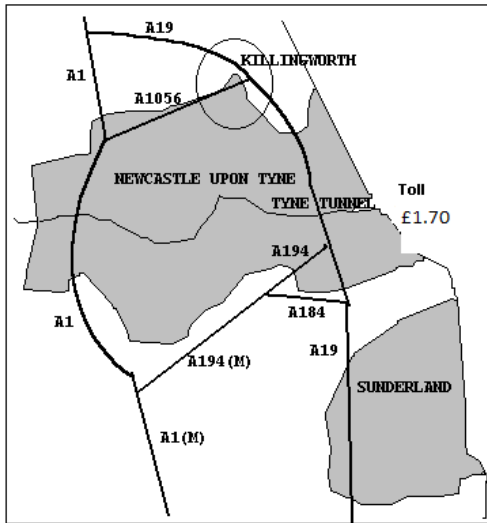 A19
KILLINGWORTH
A1
A1056
NEWCASTLE UPON TYNE
TYNE TUNNEL
Toll
£1.70
A194
A184
A1
A19
A194(M)
SUNDERLAND
A1(M)